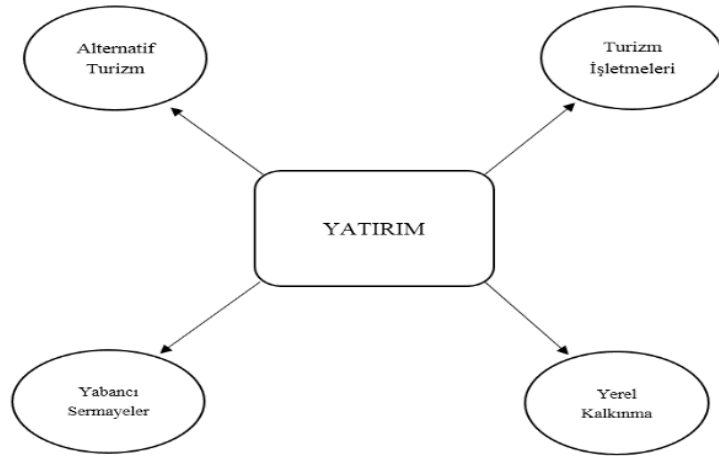 Alternatif
Turizm
Turizm
İşletmeleri
YATIRIM
Yabancı
Sermayeler
Yerel
Kalkınma